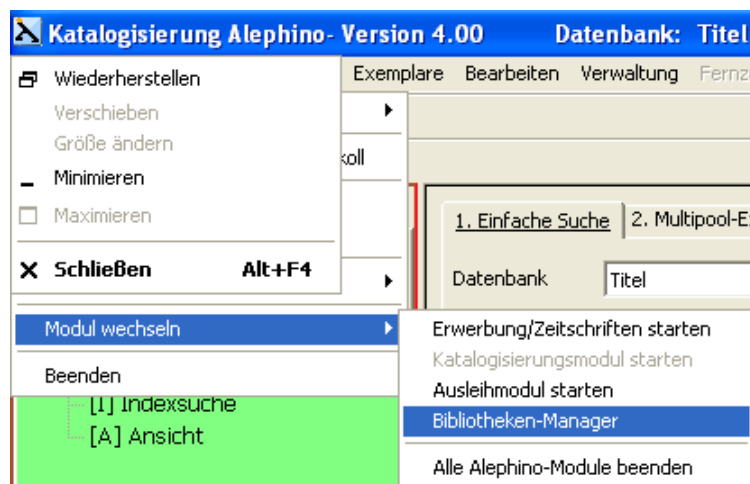 Katalogisierung Alephino- Version 4.00 Datenbank: Titel
Exemplare Bearbeiten Verwaltung
Wiederherstellen
Verschieben
Größe ändern
Minimieren
Maximieren
Schließen Alt+F4
1. Einfache Suche 2. Multipool-E
Datenbank Titel
Modul wechseln
Beenden
Erwerbung/Zeitschriften starten
Katalogisierungsmodul starten
Ausleihmodul starten
Bibliotheken-Manager
Alle Alephino-Module beenden
[I] Indexsuche
[A] Ansicht